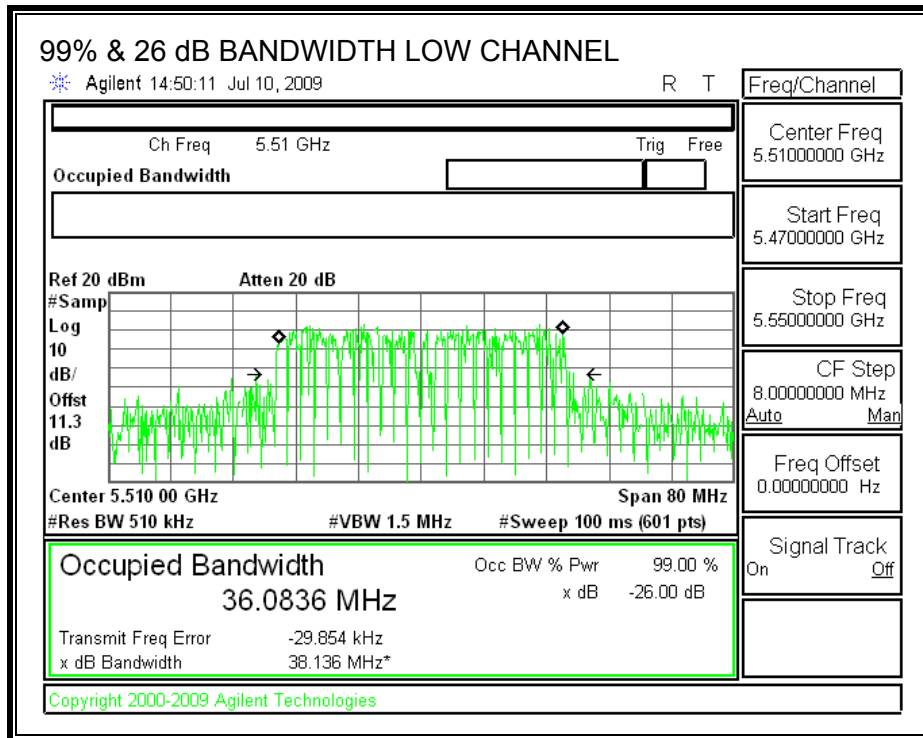 99% & 26 dB BANDWIDTH LOW CHANNEL
Agilent 14:50:11 Jul 10, 2009 R T
Ch Freq 5.51 GHz Trig Free
Occupied Bandwidth
Ref 20 dBm Atten 20 dB
#Samp
Log
10
dB/
Offst
11.3
dB
Center 5.510 00 GHz Span 80 MHz
#Res BW 510 kHz #VBW 1.5 MHz #Sweep 100 ms (601 pts)
Occupied Bandwidth Occ BW % Pwr 99.00 %
36.0836 MHz x dB -26.00 dB
Transmit Freq Error -29.854 kHz
x dB Bandwidth 38.136 MHz*
Copyright 2000-2009 Agilent Technologies
Freq/Channel
Center Freq
5.51000000 GHz
Start Freq
5.47000000 GHz
Stop Freq
5.55000000 GHz
CF Step
8.00000000 MHz
Auto Man
Freq Offset
0.00000000 Hz
Signal Track
On Off